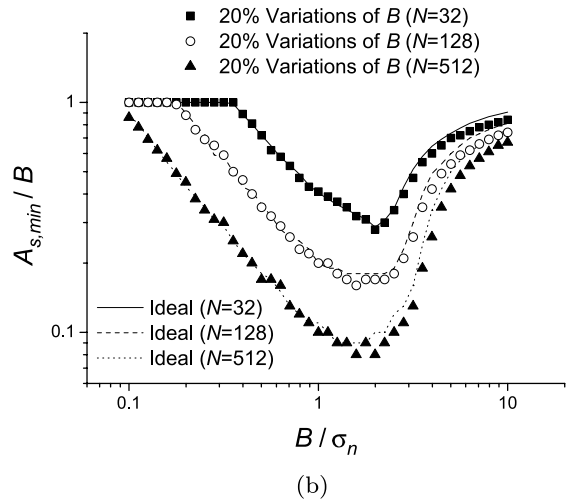 20% Variations of B (N=32)
20% Variations of B (N=128)
20% Variations of B (N=512)
1
0.1
A_{s,min} / B
Ideal (N=32)
Ideal (N=128)
Ideal (N=512)
0.1 1 10
B / σ_n
(b)